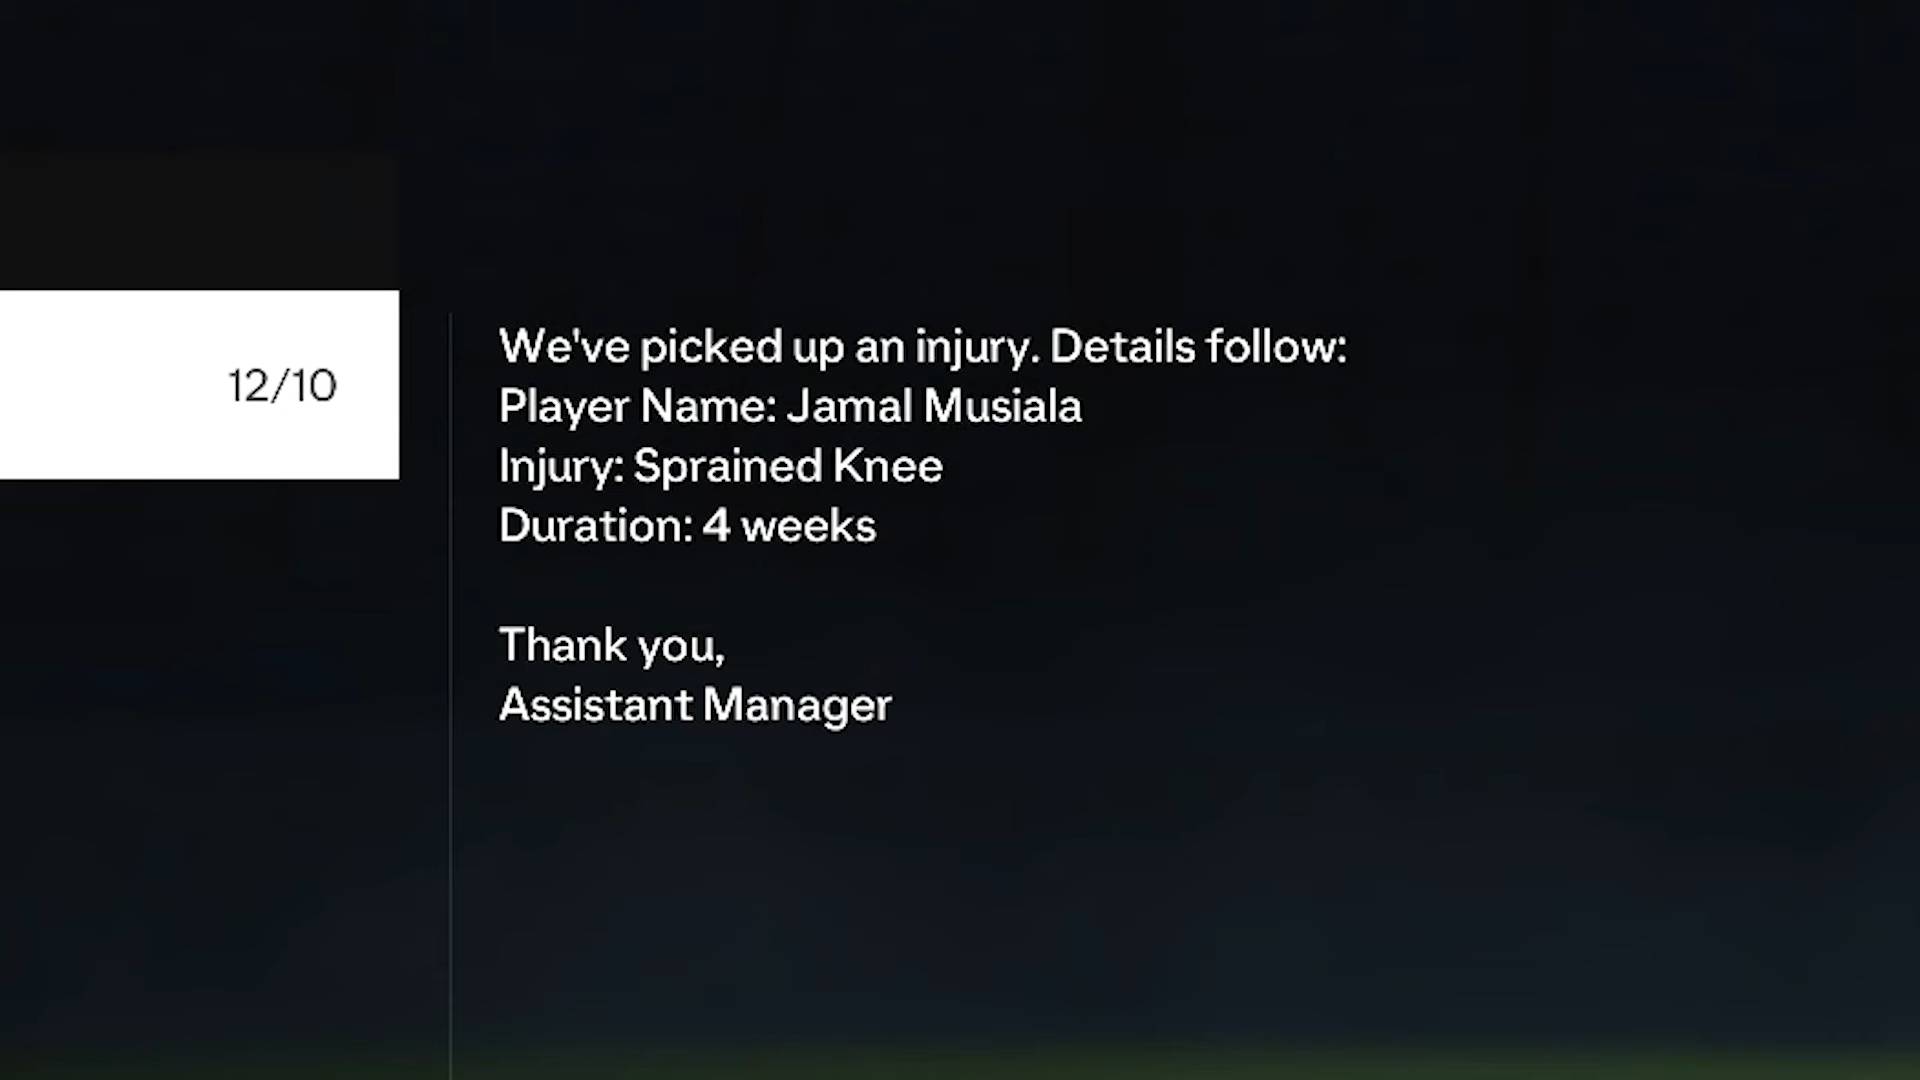 12/10
We've picked up an injury. Details follow:
Player Name: Jamal Musiala
Injury: Sprained Knee
Duration: 4 weeks
Thank you,
Assistant Manager